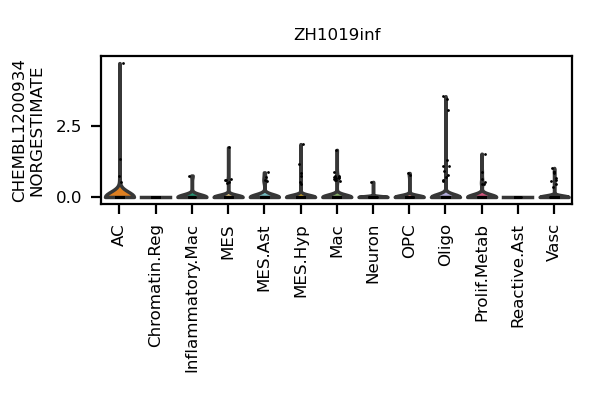 ZH1019inf
CHEMBL1200934
NORGESTIMATE
2.5
0.0
AC
Chromatin.Reg
Inflammatory.Mac
MES
MES.Ast
MES.Hyp
Mac
Neuron
OPC
Oligo
Prolif.Metab
Reactive.Ast
Vasc